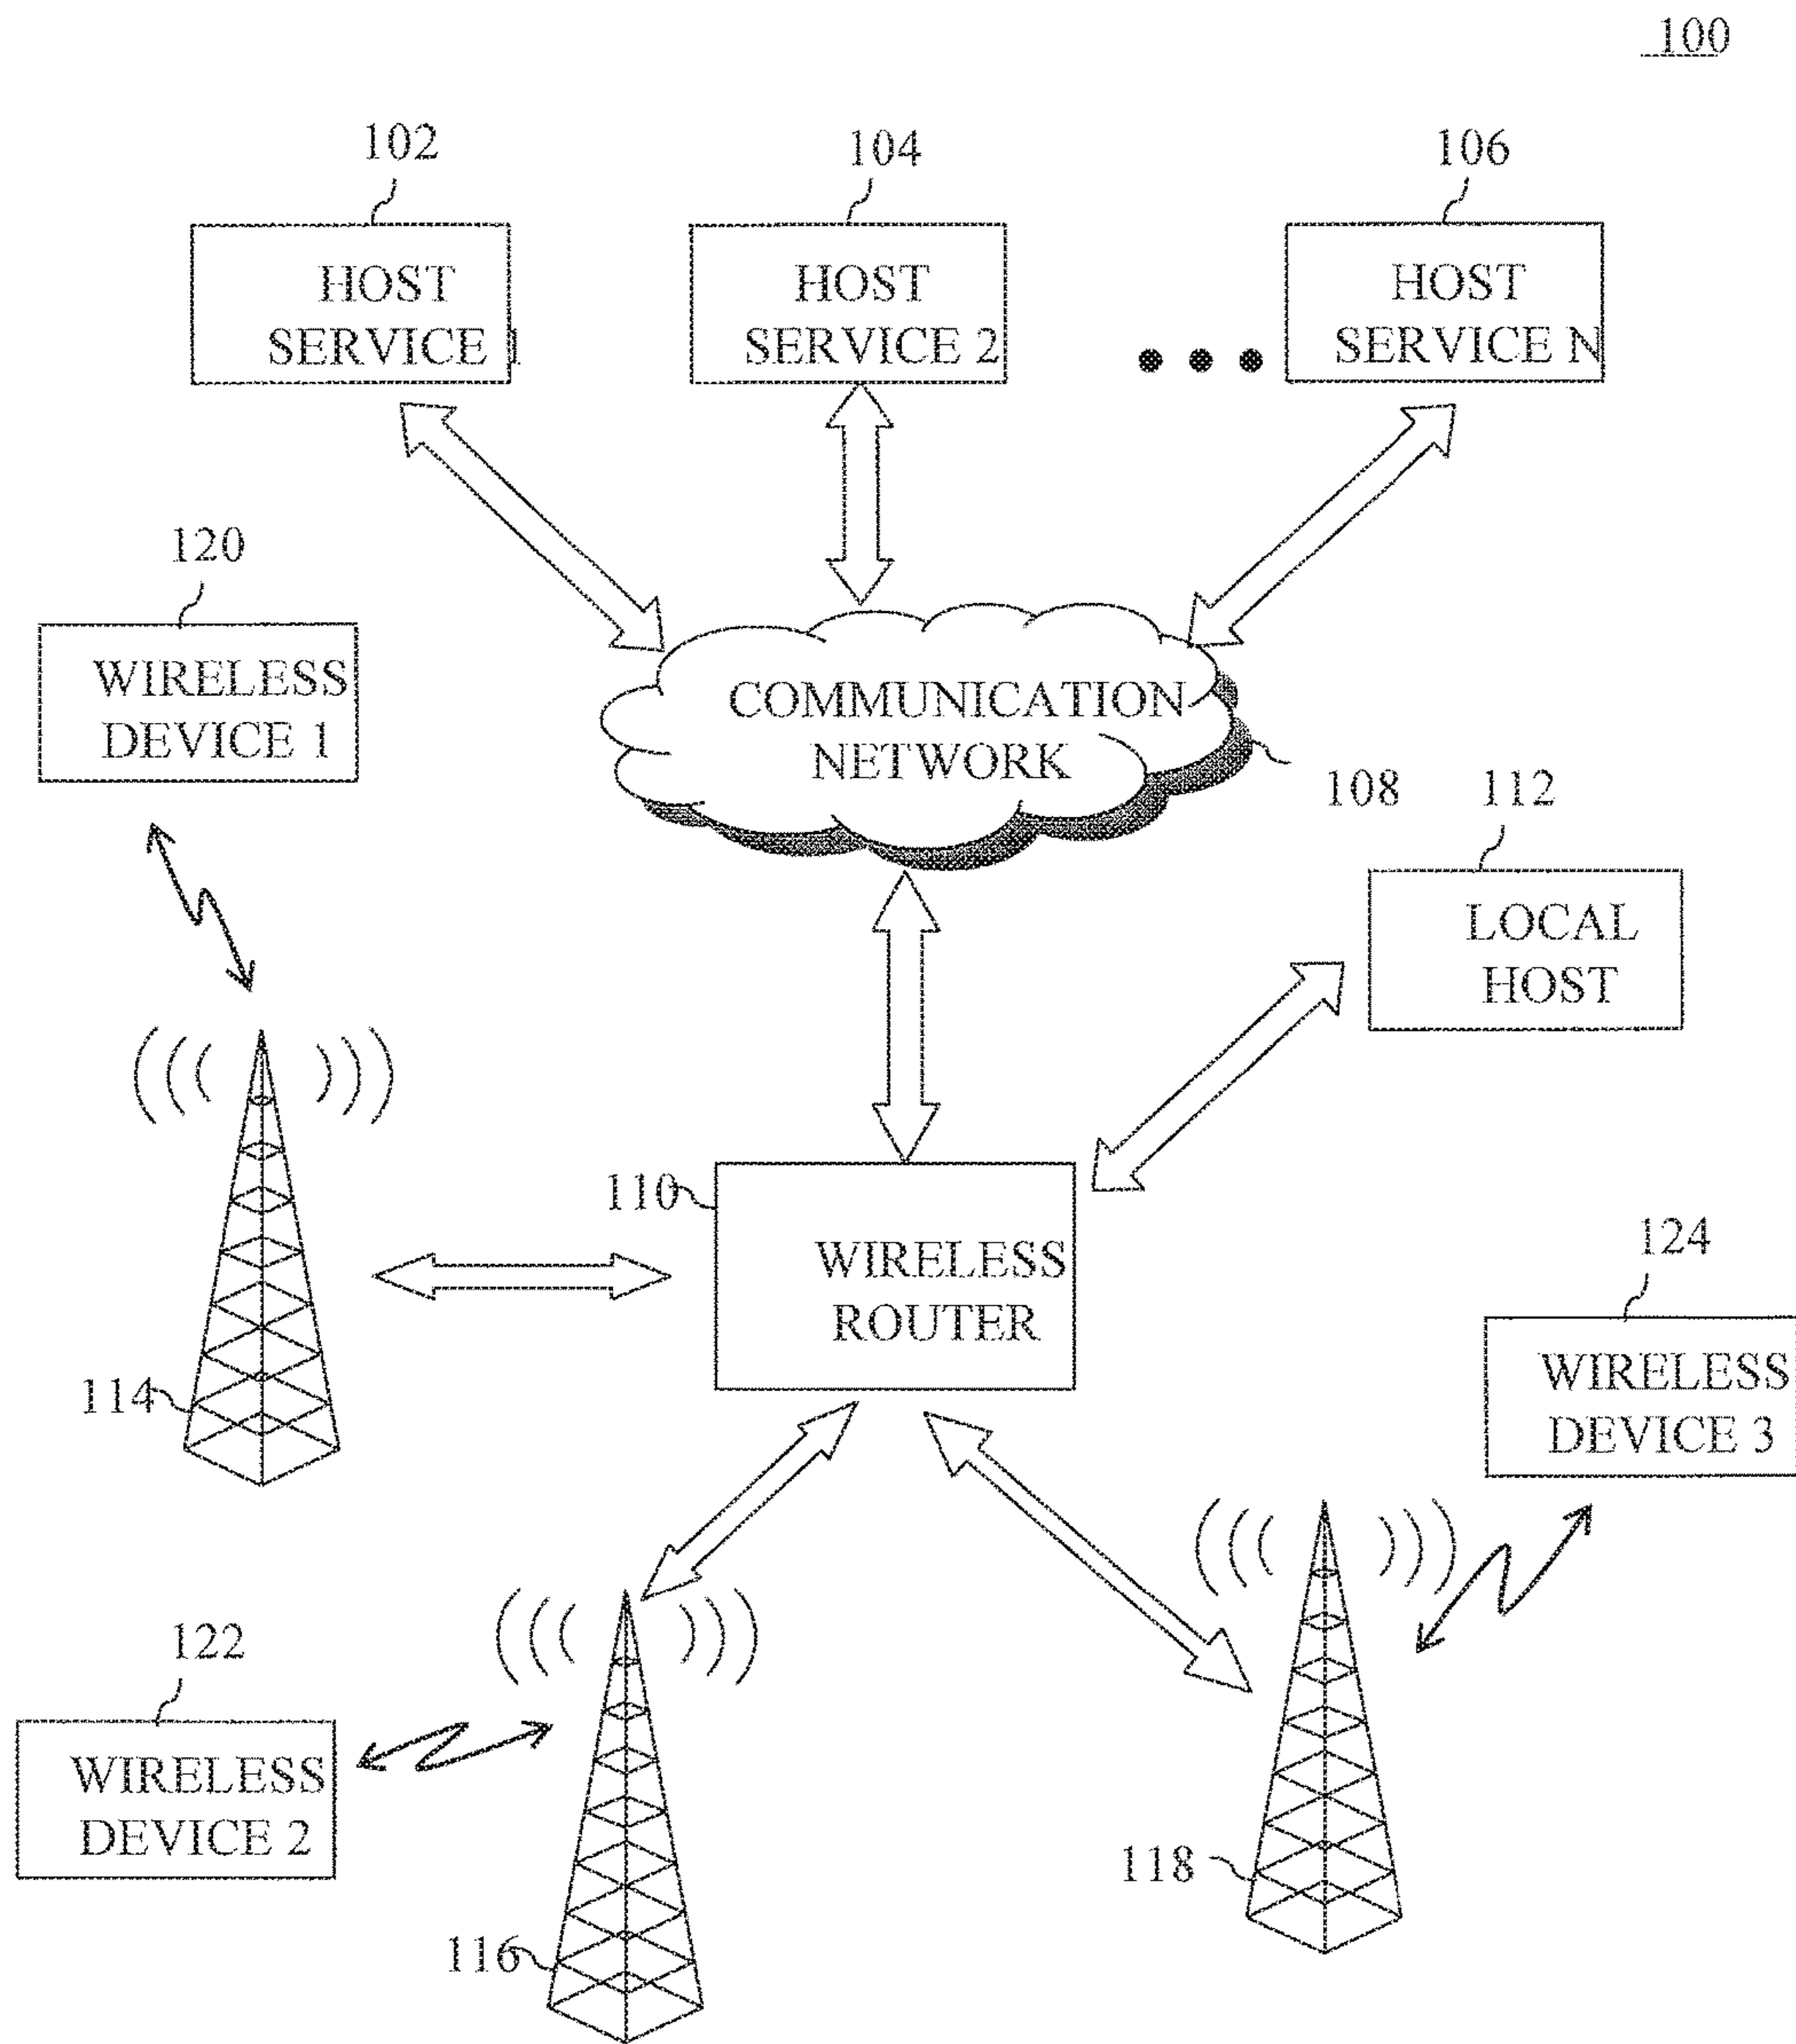 100
102
104
106
HOST
SERVICE 1
HOST
SERVICE 2
HOST
SERVICE N
120
WIRELESS
DEVICE 1
COMMUNICATION
NETWORK
108
112
LOCAL
HOST
110
WIRELESS
ROUTER
124
WIRELESS
DEVICE 3
114
122
WIRELESS
DEVICE 2
118
116